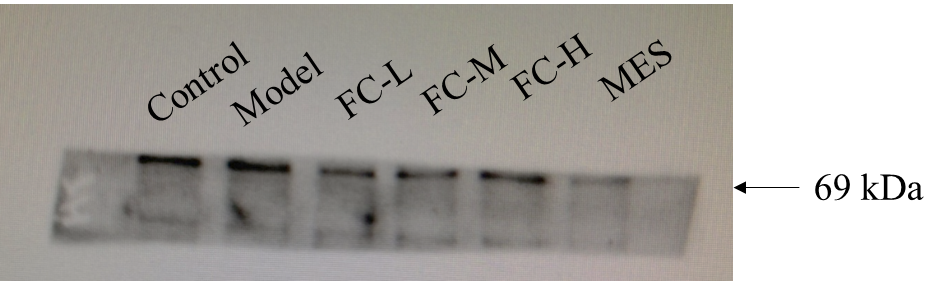 Control
Model
FC-L
FC-M
FC-H
MES
69 kDa